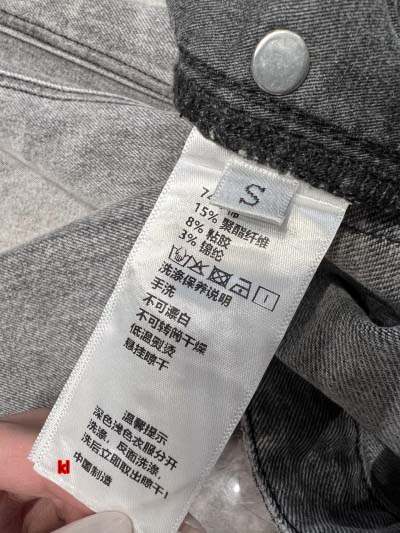 S
15% 聚酯纤维
8% 粘胶
3% 锦纶
洗涤保养说明
手洗
不可漂白
不可转笼干燥
低温熨烫
悬挂晾干
温馨提示
深色浅色衣服分开
洗涤,反面洗涤,
洗后立即取出晾干!
中国制造
kl